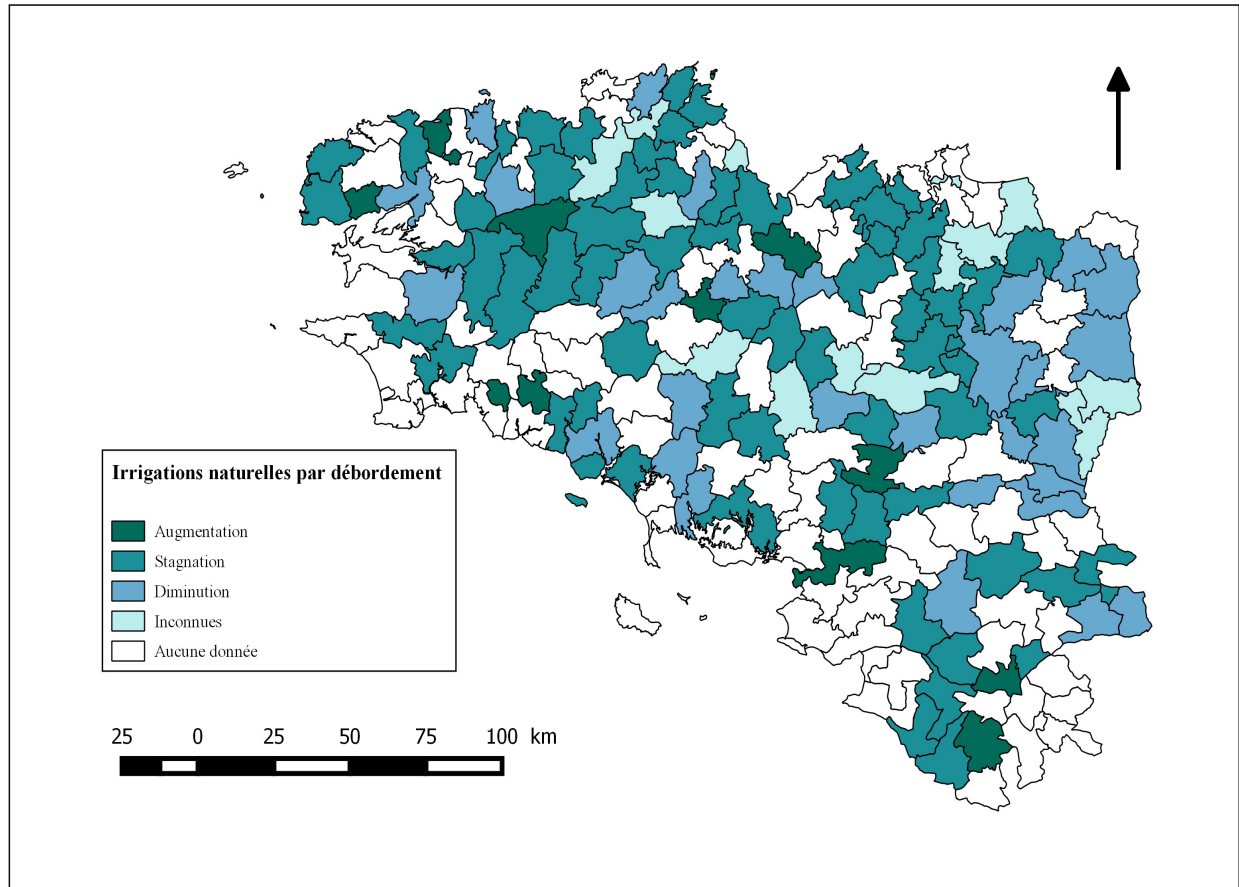 Irrigations naturelles par débordement
Augmentation
Stagnation
Diminution
Inconnues
Aucune donnée
25 0 25 50 75 100 km